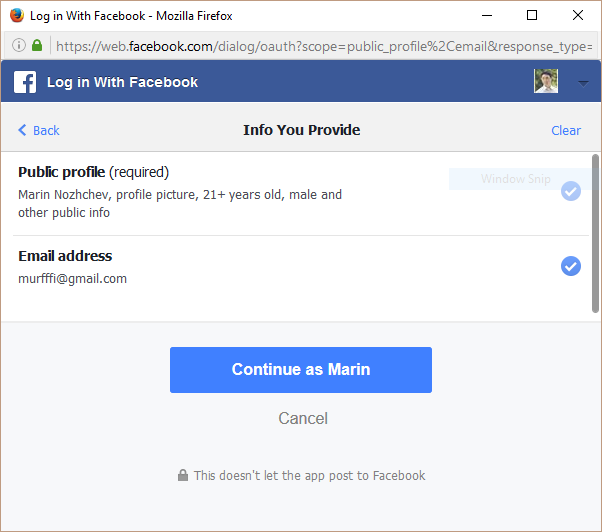 Log in With Facebook - Mozilla Firefox
https://web.facebook.com/dialog/oauth?scope=public_profile%2Cemail&response_type=
f Log in With Facebook
Back Info You Provide Clear
Public profile (required)
Window Snip
Marin Nozhchev, profile picture, 21+ years old, male and
other public info
Email address
murfffi@gmail.com
Continue as Marin
Cancel
This doesn't let the app post to Facebook